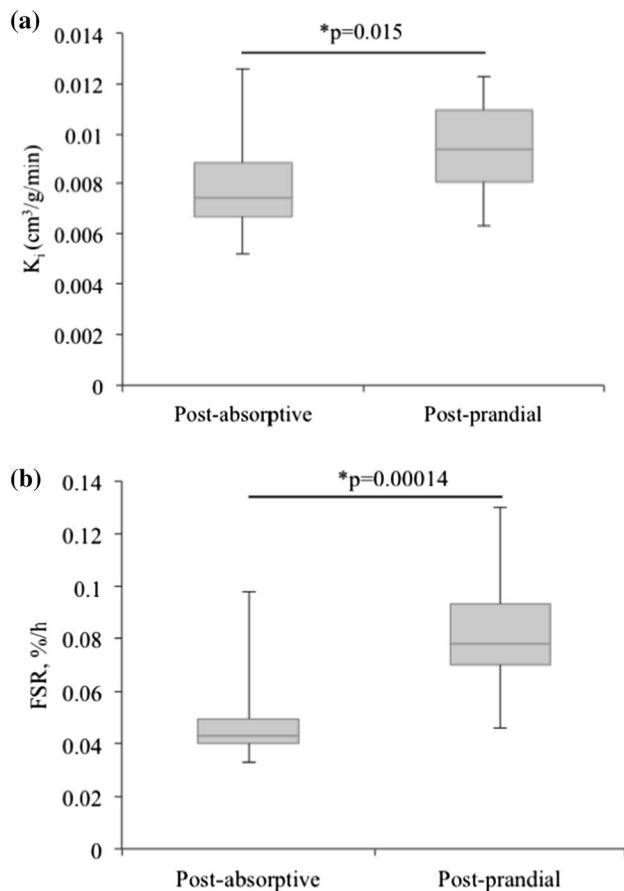 (a)
0.014
*p=0.015
0.012
0.01
0.008
0.006
0.004
0.002
0
Ki (cm³/g/min)
Post-absorptive Post-prandial
(b)
0.14
*p=0.00014
0.12
0.1
0.08
0.06
0.04
0.02
0
FSR, %/h
Post-absorptive Post-prandial